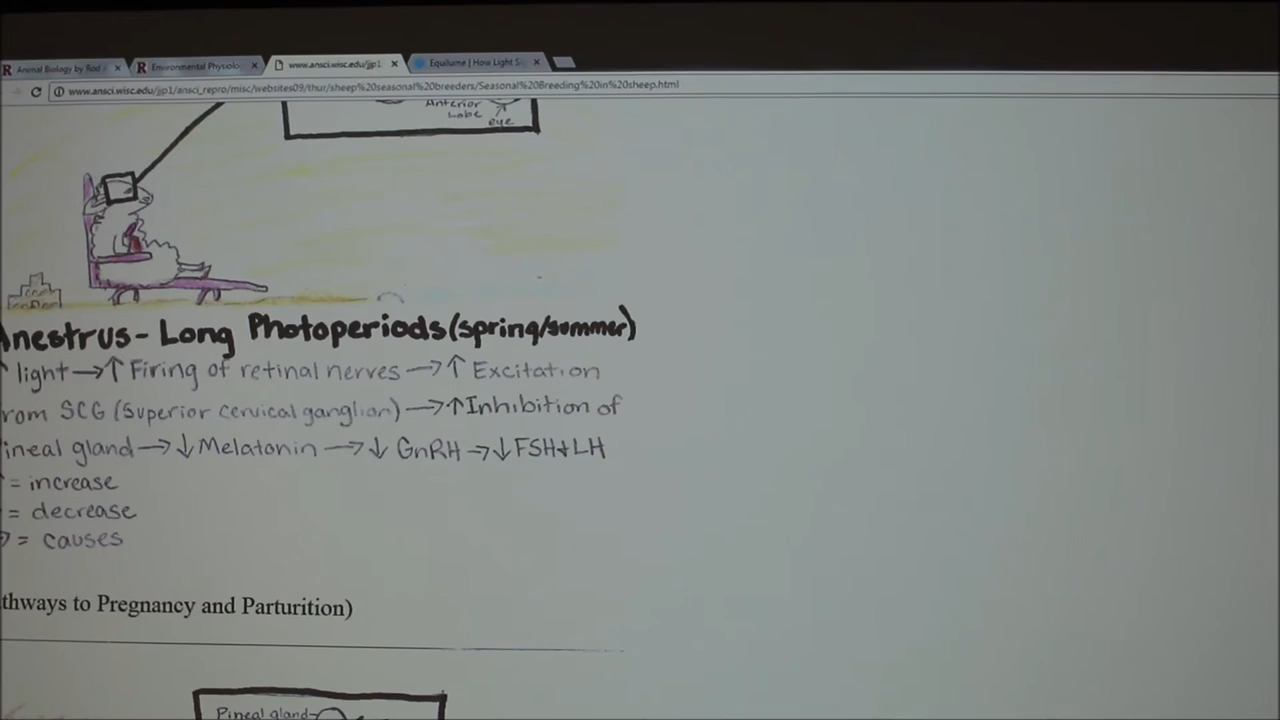 Animal Biology by Rod
Environmental Physiolo
www.ansci.wisc.edu/jjp1
Equilume | How Light S
www.ansci.wisc.edu/jjp1/ansci_repro/misc/websites09/thur/sheep%20seasonal%20breeders/Seasonal%20Breeding%20in%20sheep.html
Anterior
Lobe
eye
Anestrus - Long Photoperiods (spring/summer)
↑ light → ↑ Firing of retinal nerves → ↑ Excitation
rom SCG (Superior cervical ganglion) → ↑ Inhibition of
ineal gland → ↓ Melatonin → ↓ GnRH → ↓ FSH + LH
= increase
= decrease
= causes
thways to Pregnancy and Parturition)
Pineal gland